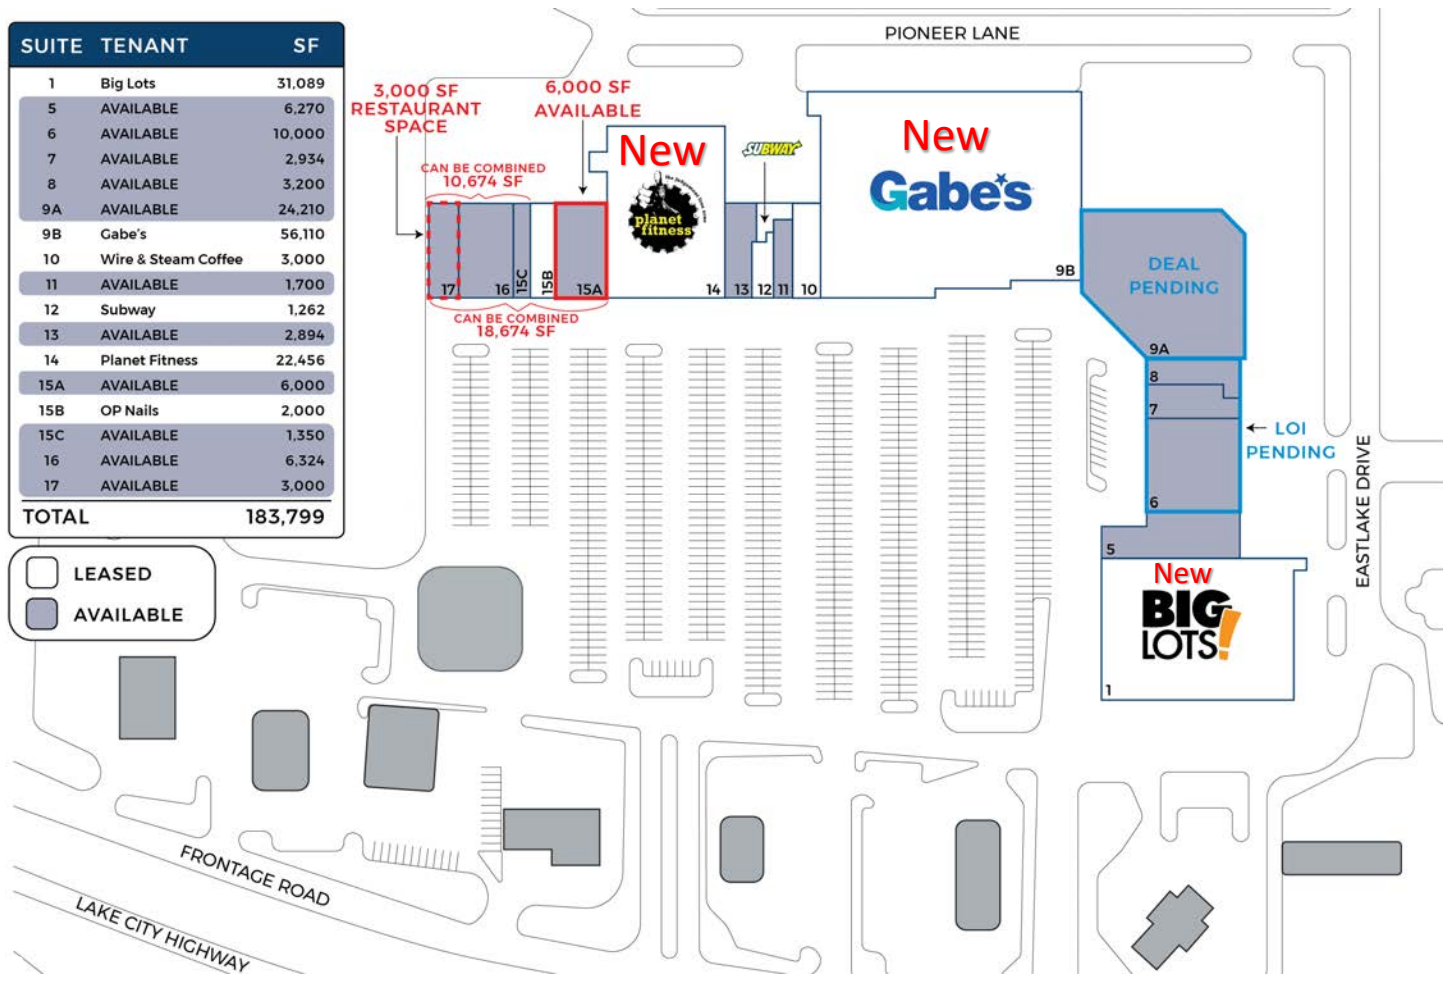 SUITE TENANT SF
1 Big Lots 31,089
5 AVAILABLE 6,270
6 AVAILABLE 10,000
7 AVAILABLE 2,934
8 AVAILABLE 3,200
9A AVAILABLE 24,210
9B Gabe's 56,110
10 Wire & Steam Coffee 3,000
11 AVAILABLE 1,700
12 Subway 1,262
13 AVAILABLE 2,894
14 Planet Fitness 22,456
15A AVAILABLE 6,000
15B OP Nails 2,000
15C AVAILABLE 1,350
16 AVAILABLE 6,324
17 AVAILABLE 3,000
TOTAL 183,799
LEASED
AVAILABLE
PIONEER LANE
3,000 SF
RESTAURANT
SPACE
6,000 SF
AVAILABLE
CAN BE COMBINED
10,674 SF
New
planet
fitness
SUBWAY
New
Gabe's
17
16
15C
15B
15A
14
13
12
11
10
9B
CAN BE COMBINED
18,674 SF
DEAL
PENDING
9A
8
7
LOI
PENDING
6
5
New
BIG
LOTS!
1
EASTLAKE DRIVE
FRONTAGE ROAD
LAKE CITY HIGHWAY